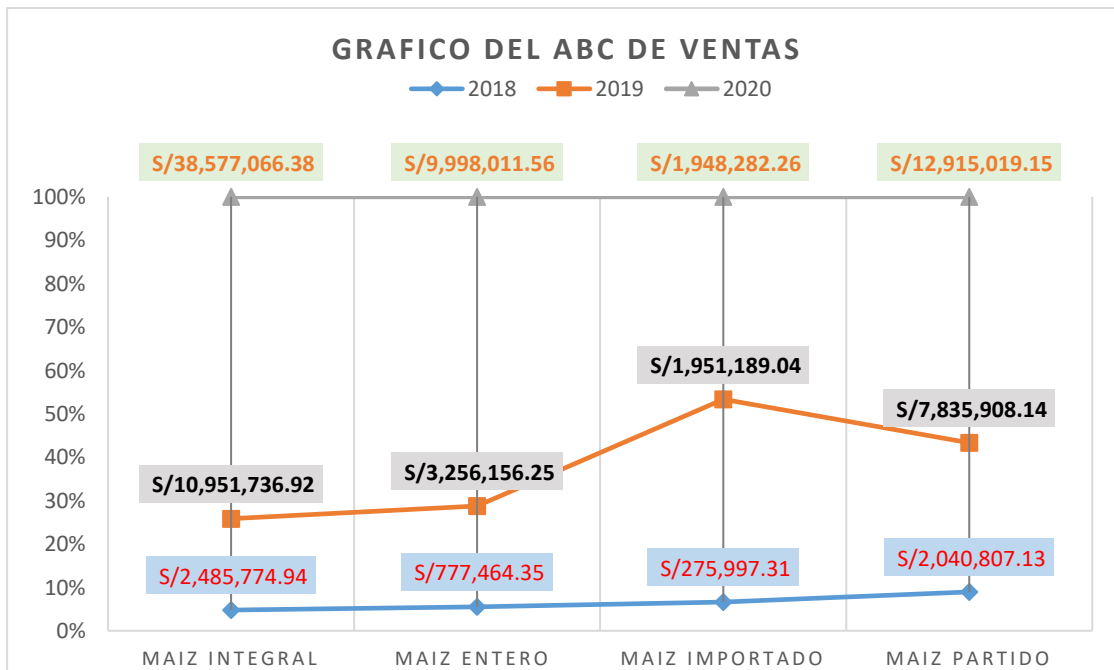 GRAFICO DEL ABC DE VENTAS
2018 2019 2020
S/38,577,066.38 S/9,998,011.56 S/1,948,282.26 S/12,915,019.15
100%
90%
80%
70%
60%
S/1,951,189.04
50%
S/7,835,908.14
40%
S/10,951,736.92 S/3,256,156.25
30%
20%
S/2,485,774.94 S/777,464.35 S/275,997.31 S/2,040,807.13
10%
0%
MAIZ INTEGRAL MAIZ ENTERO MAIZ IMPORTADO MAIZ PARTIDO